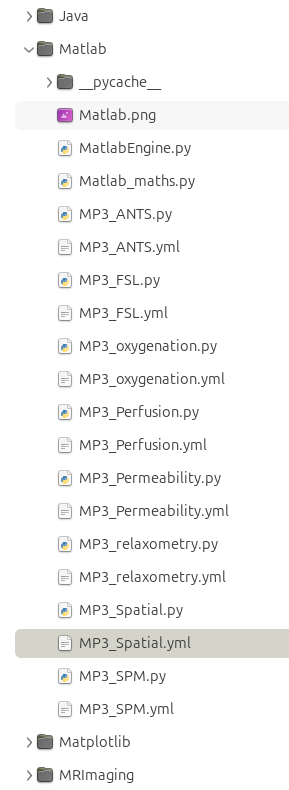 Java
Matlab
__pycache__
Matlab.png
MatlabEngine.py
Matlab_maths.py
MP3_ANTS.py
MP3_ANTS.yml
MP3_FSL.py
MP3_FSL.yml
MP3_oxygenation.py
MP3_oxygenation.yml
MP3_Perfusion.py
MP3_Perfusion.yml
MP3_Permeability.py
MP3_Permeability.yml
MP3_relaxometry.py
MP3_relaxometry.yml
MP3_Spatial.py
MP3_Spatial.yml
MP3_SPM.py
MP3_SPM.yml
Matplotlib
MRImaging